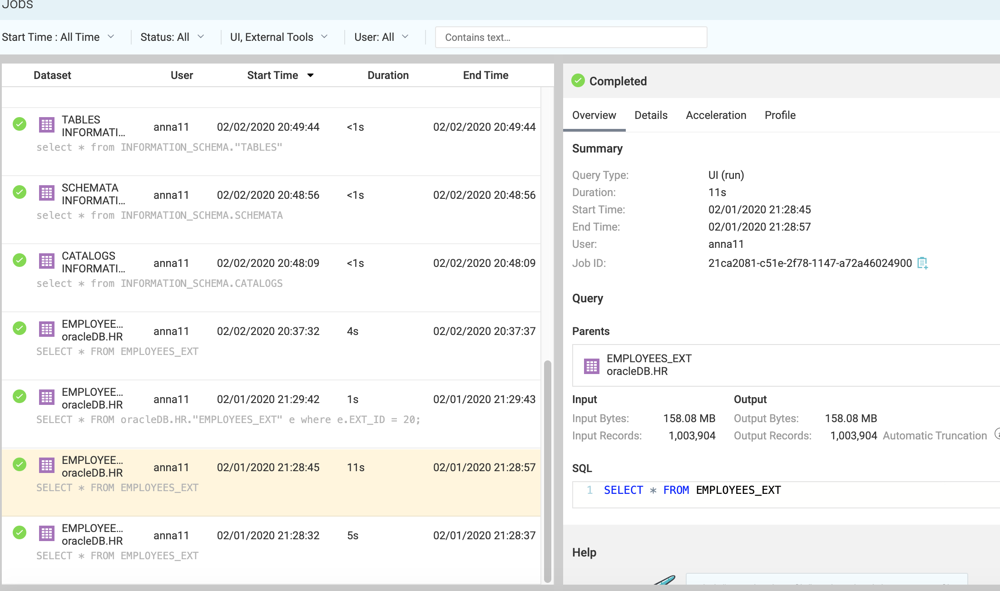 Jobs
Start Time : All Time
Status: All
UI, External Tools
User: All
Contains text...
Dataset User Start Time Duration End Time
TABLES
INFORMATI...
anna11 02/02/2020 20:49:44 <1s 02/02/2020 20:49:44
select * from INFORMATION_SCHEMA."TABLES"
SCHEMATA
INFORMATI...
anna11 02/02/2020 20:48:56 <1s 02/02/2020 20:48:56
select * from INFORMATION_SCHEMA.SCHEMATA
CATALOGS
INFORMATI...
anna11 02/02/2020 20:48:09 <1s 02/02/2020 20:48:09
select * from INFORMATION_SCHEMA.CATALOGS
EMPLOYEE...
oracleDB.HR
anna11 02/02/2020 20:37:32 4s 02/02/2020 20:37:37
SELECT * FROM EMPLOYEES_EXT
EMPLOYEE...
oracleDB.HR
anna11 02/01/2020 21:29:42 1s 02/01/2020 21:29:43
SELECT * FROM oracleDB.HR."EMPLOYEES_EXT" e where e.EXT_ID = 20;
EMPLOYEE...
oracleDB.HR
anna11 02/01/2020 21:28:45 11s 02/01/2020 21:28:57
SELECT * FROM EMPLOYEES_EXT
EMPLOYEE...
oracleDB.HR
anna11 02/01/2020 21:28:32 5s 02/01/2020 21:28:37
SELECT * FROM EMPLOYEES_EXT
Completed
Overview Details Acceleration Profile
Summary
Query Type: UI (run)
Duration: 11s
Start Time: 02/01/2020 21:28:45
End Time: 02/01/2020 21:28:57
User: anna11
Job ID: 21ca2081-c51e-2f78-1147-a72a46024900
Query
Parents
EMPLOYEES_EXT
oracleDB.HR
Input Output
Input Bytes: 158.08 MB Output Bytes: 158.08 MB
Input Records: 1,003,904 Output Records: 1,003,904 Automatic Truncation
SQL
1 SELECT * FROM EMPLOYEES_EXT
Help